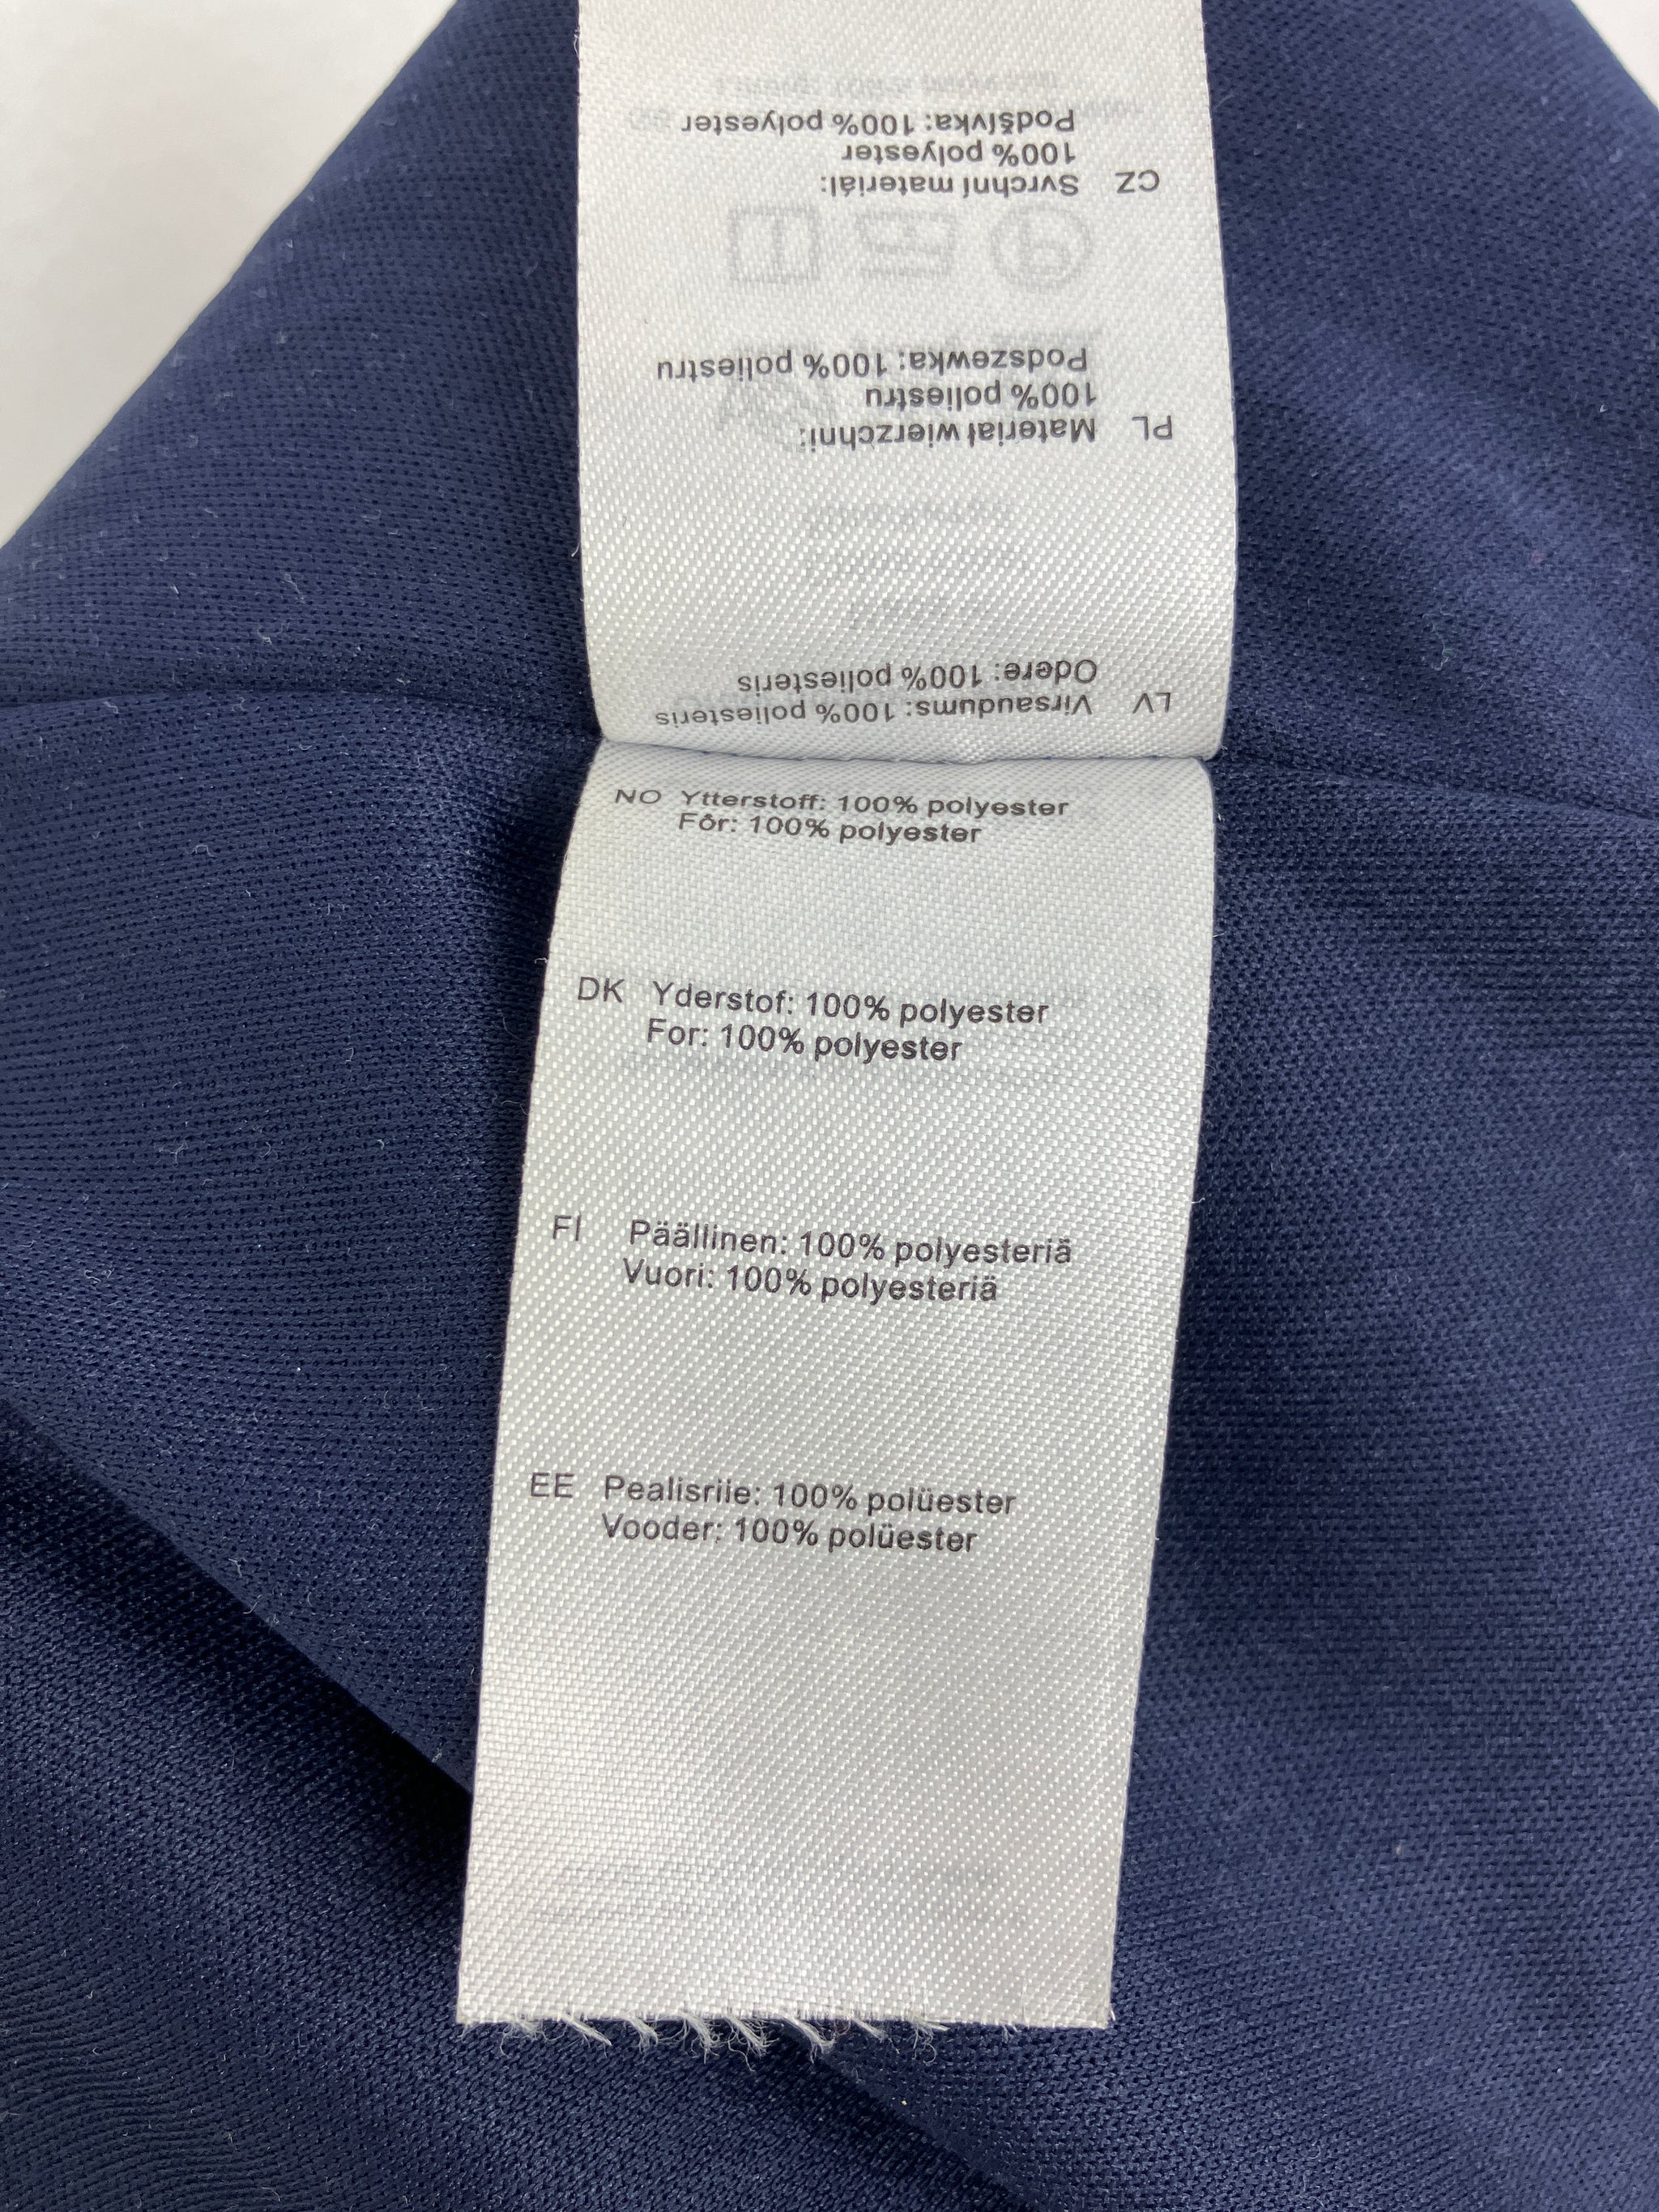 LV Virsaudums: 100% poliesteris
Odere: 100% poliesteris
PL Materiał wierzchni:
100% poliestru
Podszewka: 100% poliestru
CZ Svrchní materiál:
100% polyester
Podšívka: 100% polyester
NO Ytterstoff: 100% polyester
Fôr: 100% polyester
DK Yderstof: 100% polyester
For: 100% polyester
FI Päällinen: 100% polyesteriä
Vuori: 100% polyesteriä
EE Pealisriie: 100% polüester
Vooder: 100% polüester